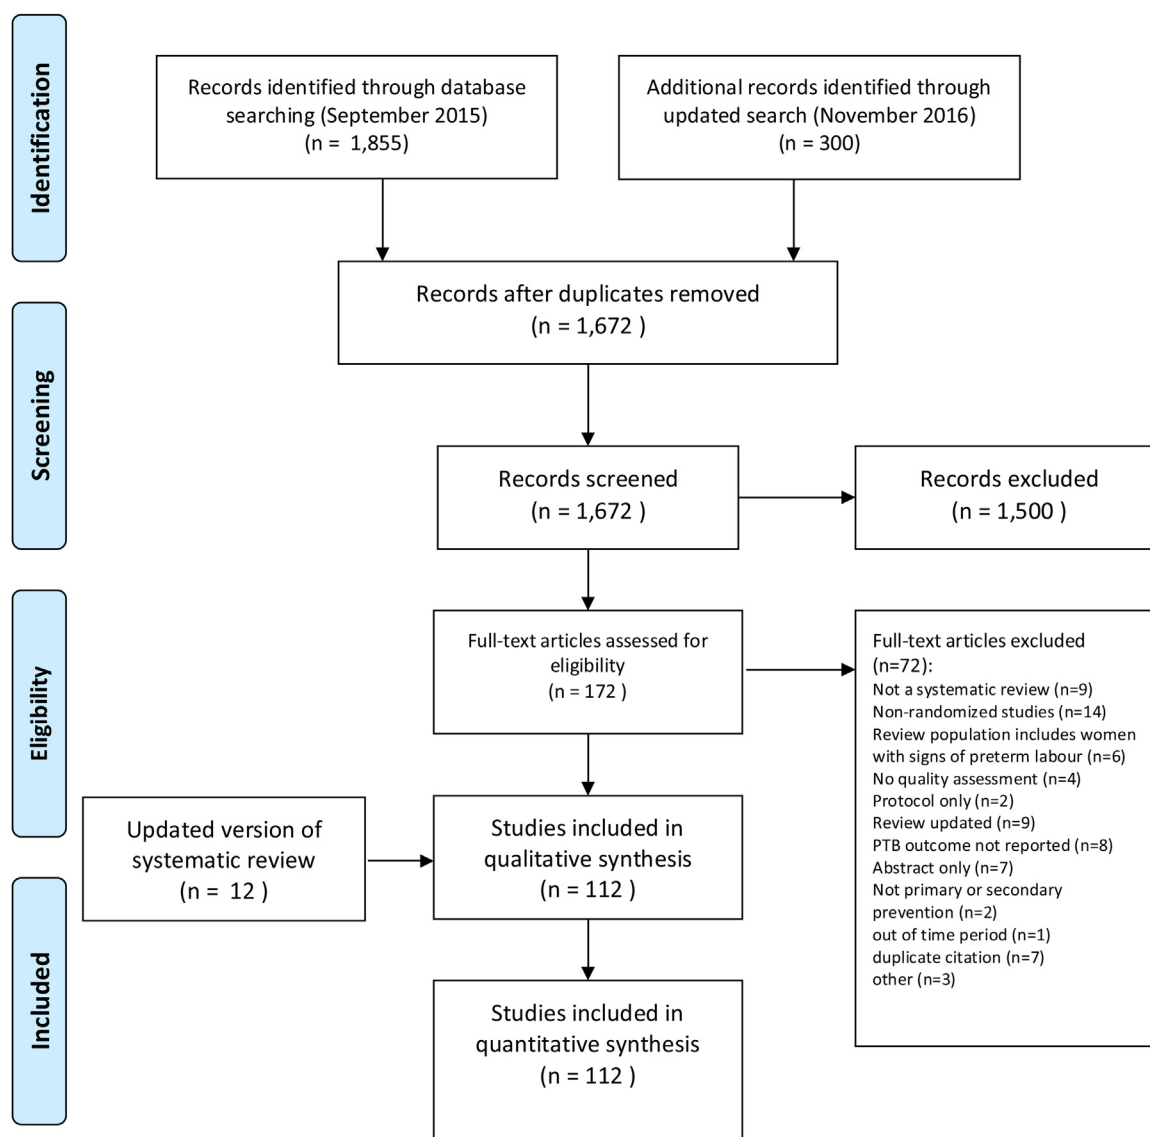 Identification
Records identified through database
searching (September 2015)
(n =  1,855)
Additional records identified through
updated search (November 2016)
(n = 300)
Records after duplicates removed
(n = 1,672 )
Screening
Records screened
(n = 1,672 )
Records excluded
(n = 1,500 )
Eligibility
Full-text articles assessed for
eligibility
(n = 172 )
Full-text articles excluded
(n=72):
Not a systematic review (n=9)
Non-randomized studies (n=14)
Review population includes women
with signs of preterm labour (n=6)
No quality assessment (n=4)
Protocol only (n=2)
Review updated (n=9)
PTB outcome not reported (n=8)
Abstract only (n=7)
Not primary or secondary
prevention (n=2)
out of time period (n=1)
duplicate citation (n=7)
other (n=3)
Updated version of
systematic review
(n =  12 )
Studies included in
qualitative synthesis
(n = 112 )
Included
Studies included in
quantitative synthesis
(n = 112 )